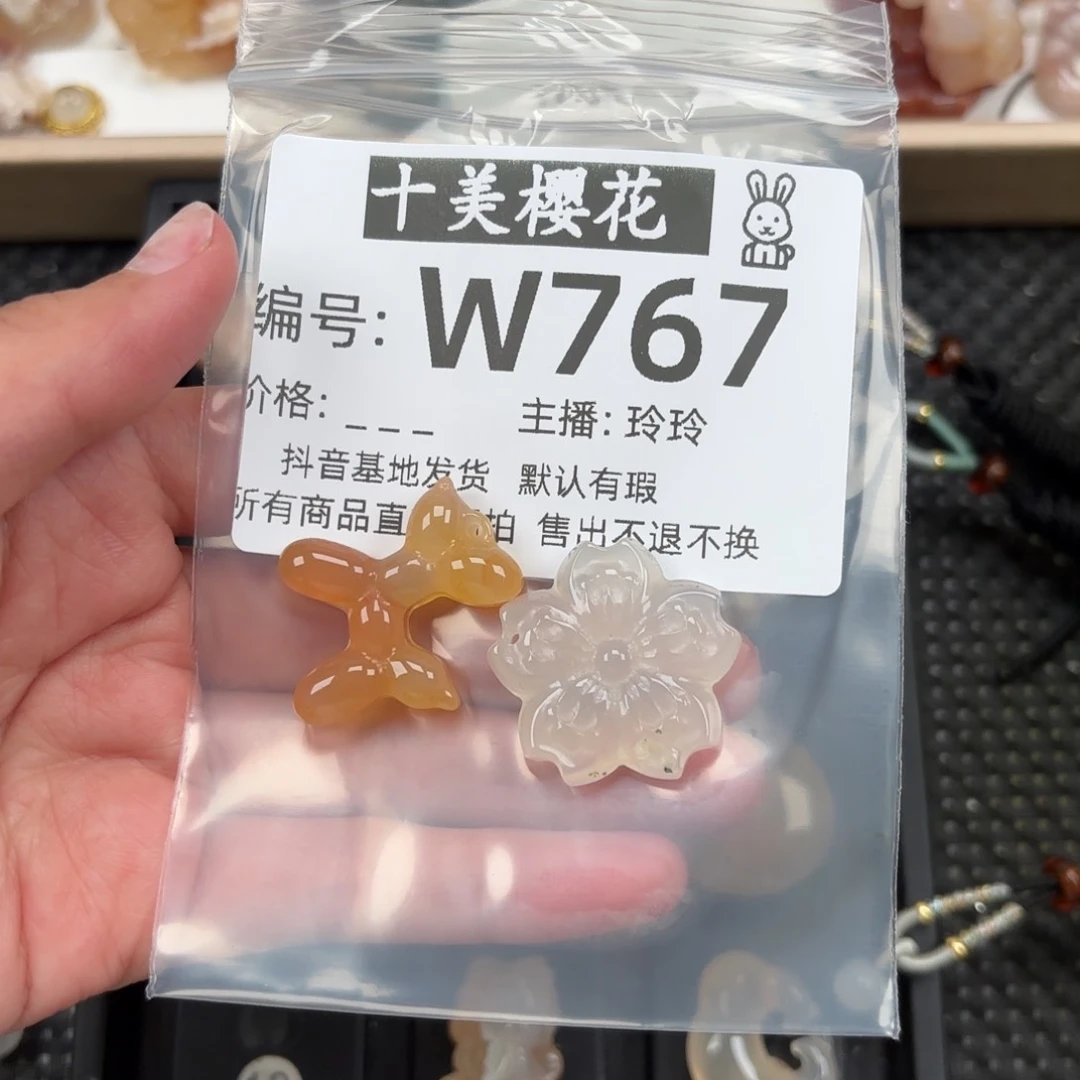 十美樱花
编号: W767
价格: _ _ _ 主播: 玲玲
抖音基地发货 默认有瑕
所有商品直 拍 售出不退不换